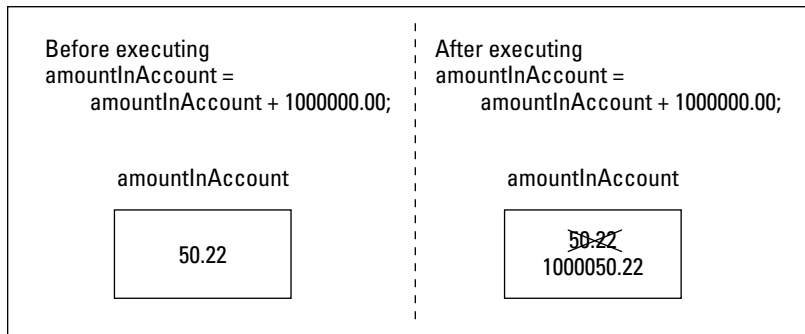 Before executing
amountInAccount =
amountInAccount + 1000000.00;
amountInAccount
50.22
After executing
amountInAccount =
amountInAccount + 1000000.00;
amountInAccount
50.22
1000050.22